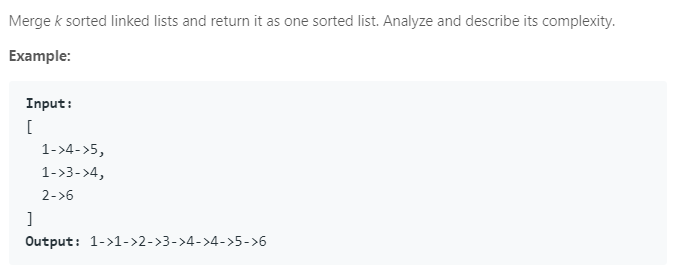 Merge k sorted linked lists and return it as one sorted list. Analyze and describe its complexity.
Example:
Input:
[
  1->4->5,
  1->3->4,
  2->6
]
Output: 1->1->2->3->4->4->5->6